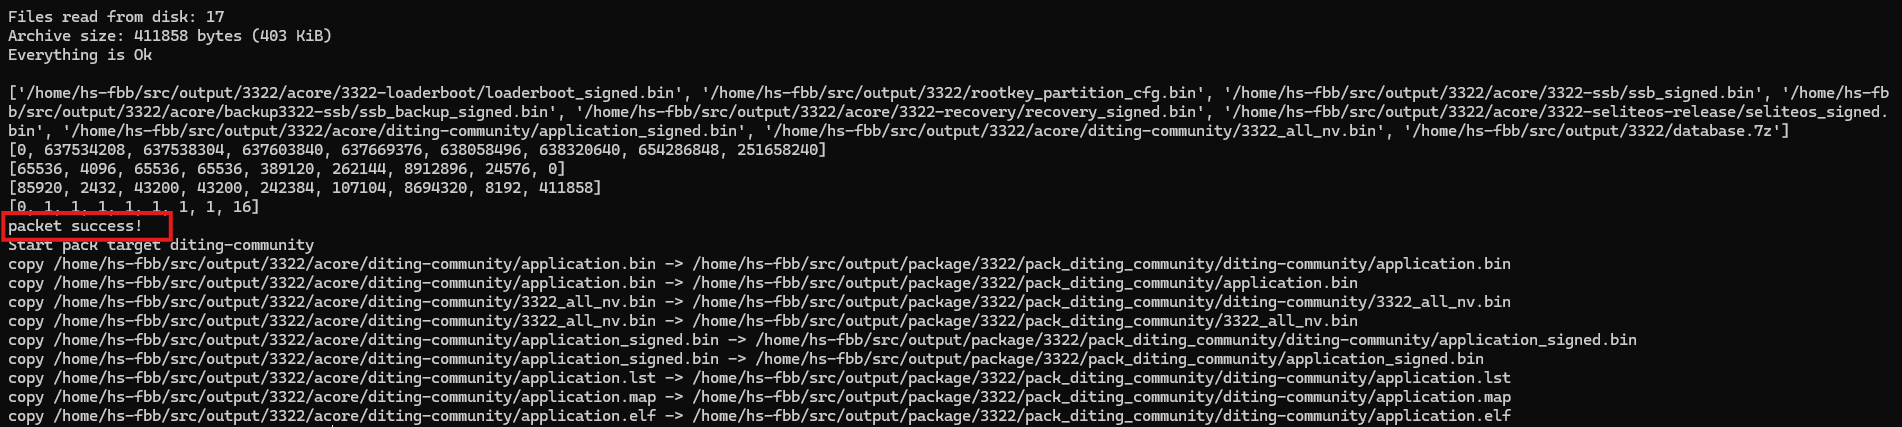 Files read from disk: 17
Archive size: 411858 bytes (403 KiB)
Everything is Ok
['/home/hs-fbb/src/output/3322/acore/3322-loaderboot/loaderboot_signed.bin', '/home/hs-fbb/src/output/3322/rootkey_partition_cfg.bin', '/home/hs-fbb/src/output/3322/acore/3322-ssb/ssb_signed.bin', '/home/hs-fb
b/src/output/3322/acore/backup3322-ssb/ssb_backup_signed.bin', '/home/hs-fbb/src/output/3322/acore/3322-recovery/recovery_signed.bin', '/home/hs-fbb/src/output/3322/acore/3322-seliteos-release/seliteos_signed.
bin', '/home/hs-fbb/src/output/3322/acore/diting-community/application_signed.bin', '/home/hs-fbb/src/output/3322/acore/diting-community/3322_all_nv.bin', '/home/hs-fbb/src/output/3322/database.7z']
[0, 637534208, 637538304, 637603840, 637669376, 638058496, 638320640, 654286848, 251658240]
[65536, 4096, 65536, 65536, 389120, 262144, 8912896, 24576, 0]
[85920, 2432, 43200, 43200, 242384, 107104, 8694320, 8192, 411858]
[0, 1, 1, 1, 1, 1, 1, 1, 16]
packet success!
Start pack target diting-community
copy /home/hs-fbb/src/output/3322/acore/diting-community/application.bin -> /home/hs-fbb/src/output/package/3322/pack_diting_community/diting-community/application.bin
copy /home/hs-fbb/src/output/3322/acore/diting-community/application.bin -> /home/hs-fbb/src/output/package/3322/pack_diting_community/application.bin
copy /home/hs-fbb/src/output/3322/acore/diting-community/3322_all_nv.bin -> /home/hs-fbb/src/output/package/3322/pack_diting_community/diting-community/3322_all_nv.bin
copy /home/hs-fbb/src/output/3322/acore/diting-community/3322_all_nv.bin -> /home/hs-fbb/src/output/package/3322/pack_diting_community/3322_all_nv.bin
copy /home/hs-fbb/src/output/3322/acore/diting-community/application_signed.bin -> /home/hs-fbb/src/output/package/3322/pack_diting_community/diting-community/application_signed.bin
copy /home/hs-fbb/src/output/3322/acore/diting-community/application_signed.bin -> /home/hs-fbb/src/output/package/3322/pack_diting_community/application_signed.bin
copy /home/hs-fbb/src/output/3322/acore/diting-community/application.lst -> /home/hs-fbb/src/output/package/3322/pack_diting_community/diting-community/application.lst
copy /home/hs-fbb/src/output/3322/acore/diting-community/application.map -> /home/hs-fbb/src/output/package/3322/pack_diting_community/diting-community/application.map
copy /home/hs-fbb/src/output/3322/acore/diting-community/application.elf -> /home/hs-fbb/src/output/package/3322/pack_diting_community/diting-community/application.elf